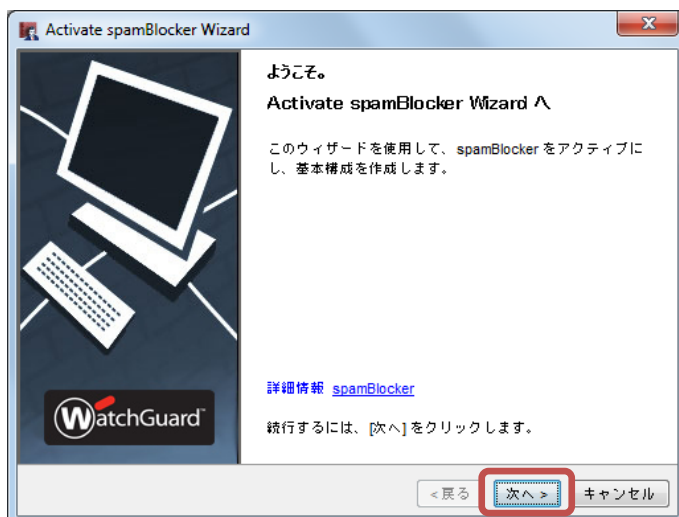 Activate spamBlocker Wizard
ようこそ。
Activate spamBlocker Wizard へ
このウィザードを使用して、spamBlocker をアクティブに
し、基本構成を作成します。
詳細情報 spamBlocker
続行するには、[次へ] をクリックします。
WatchGuard
<戻る 次へ > キャンセル